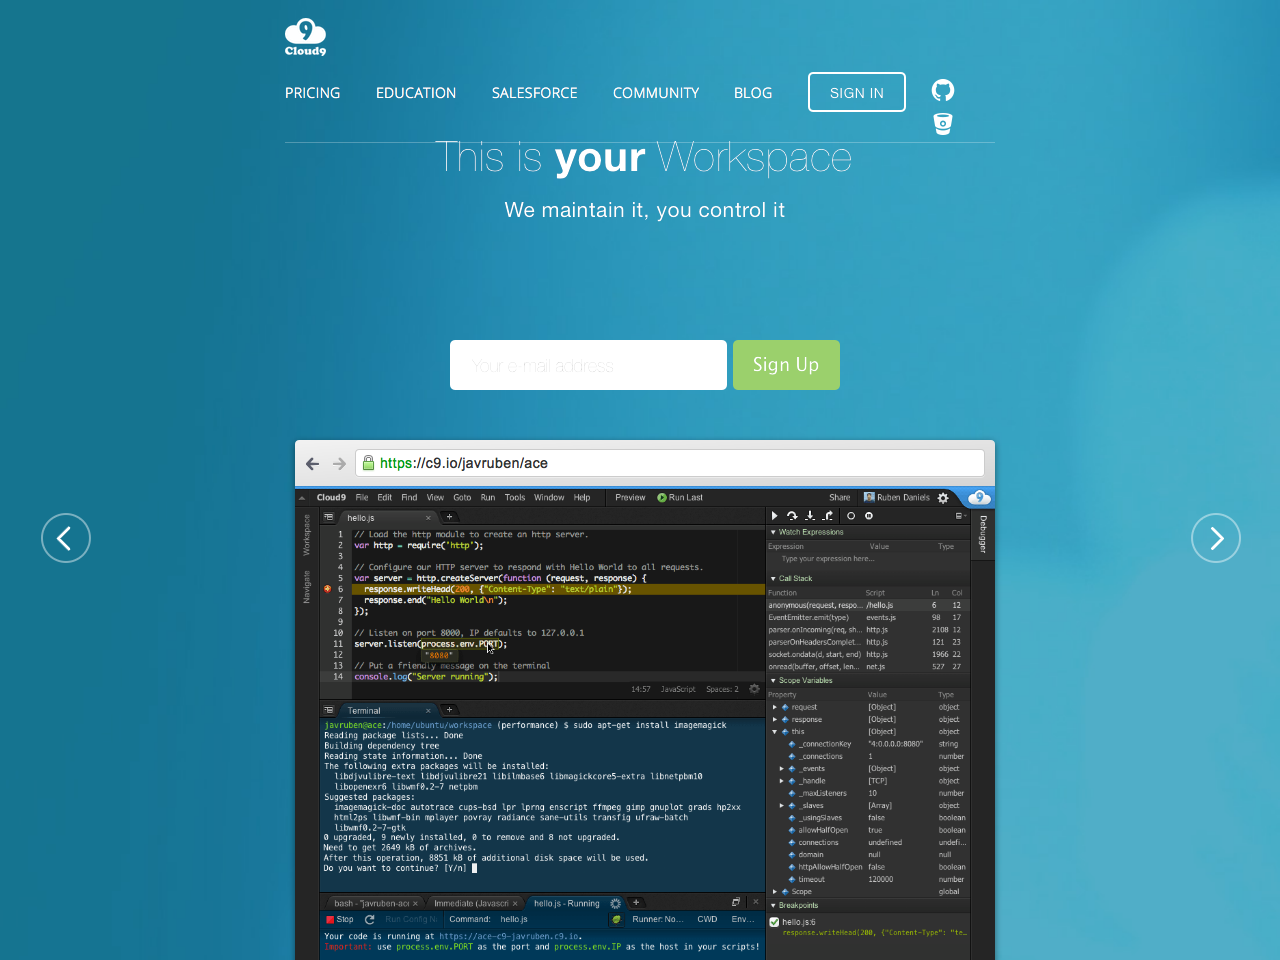 9
Cloud9
PRICING EDUCATION SALESFORCE COMMUNITY BLOG SIGN IN
This is your Workspace
We maintain it, you control it
Your e-mail address Sign Up
https://c9.io/javruben/ace
Cloud9 File Edit Find View Goto Run Tools Window Help Preview Run Last Share Ruben Daniels 9
Workspace
Navigate
hello.js
1 // Load the http module to create an http server.
2 var http = require('http');
3
4 // Configure our HTTP server to respond with Hello World to all requests.
5 var server = http.createServer(function (request, response) {
6 response.writeHead(200, {"Content-Type": "text/plain"});
7 response.end("Hello World\n");
8 });
9
10 // Listen on port 8000, IP defaults to 127.0.0.1
11 server.listen(process.env.PORT);
12 "8080"
13 // Put a friendly message on the terminal
14 console.log("Server running");
14:57 JavaScript Spaces: 2
Terminal
javruben@ace:/home/ubuntu/workspace (performance) $ sudo apt-get install imagemagick
Reading package lists... Done
Building dependency tree
Reading state information... Done
The following extra packages will be installed:
libdjvulibre-text libdjvulibre21 libilmbase6 libmagickcore5-extra libnetpbm10
libopenexr6 libwmf0.2-7 netpbm
Suggested packages:
imagemagick-doc autotrace cups-bsd lpr lprng enscript ffmpeg gimp gnuplot grads hp2xx
html2ps libwmf-bin mplayer povray radiance sane-utils transfig ufraw-batch
libwmf0.2-7-gtk
0 upgraded, 9 newly installed, 0 to remove and 8 not upgraded.
Need to get 2649 kB of archives.
After this operation, 8851 kB of additional disk space will be used.
Do you want to continue? [Y/n]
bash - "javruben-ac Immediate (Javascri hello.js - Running
Stop Run Config Na Command: hello.js Runner: No... CWD Env...
Your code is running at https://ace-c9-javruben.c9.io.
Important: use process.env.PORT as the port and process.env.IP as the host in your scripts!
Debugger
Watch Expressions
Expression Value Type
Type your expression here...
Call Stack
Function Script Ln Col
anonymous(request, respo... /hello.js 6 12
EventEmitter.emit(type) events.js 98 17
parser.onIncoming(req, sh... http.js 2108 12
parserOnHeadersComplet... http.js 121 23
socket.ondata(d, start, end) http.js 1966 22
onread(buffer, offset, len... net.js 527 27
Scope Variables
Property Value Type
request [Object] object
response [Object] object
this [Object] object
_connectionKey "4:0.0.0.0:8080" string
_connections 1 number
_events [Object] object
_handle [TCP] object
_maxListeners 10 number
_slaves [Array] object
_usingSlaves false boolean
allowHalfOpen true boolean
connections undefined undefi...
domain null null
httpAllowHalfOpen false boolean
timeout 120000 number
Scope global
Breakpoints
hello.js:6
response.writeHead(200, {"Content-Type": "te...